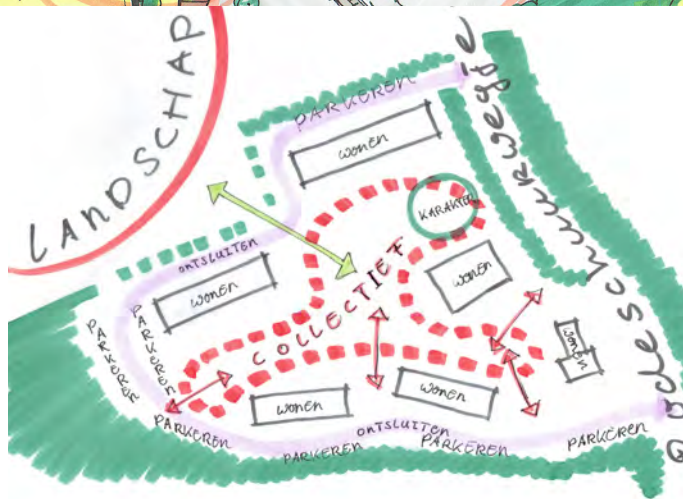 LANDSCHAP
PARKEREN
wonen
KARAKTER
ONTSLUITEN
wonen
COLLECTIEF
wonen
PARKEREN
PARKEREN
wonen
wonen
wonen
PARKEREN
ONTSLUITEN
PARKEREN
PARKEREN
PARKEREN